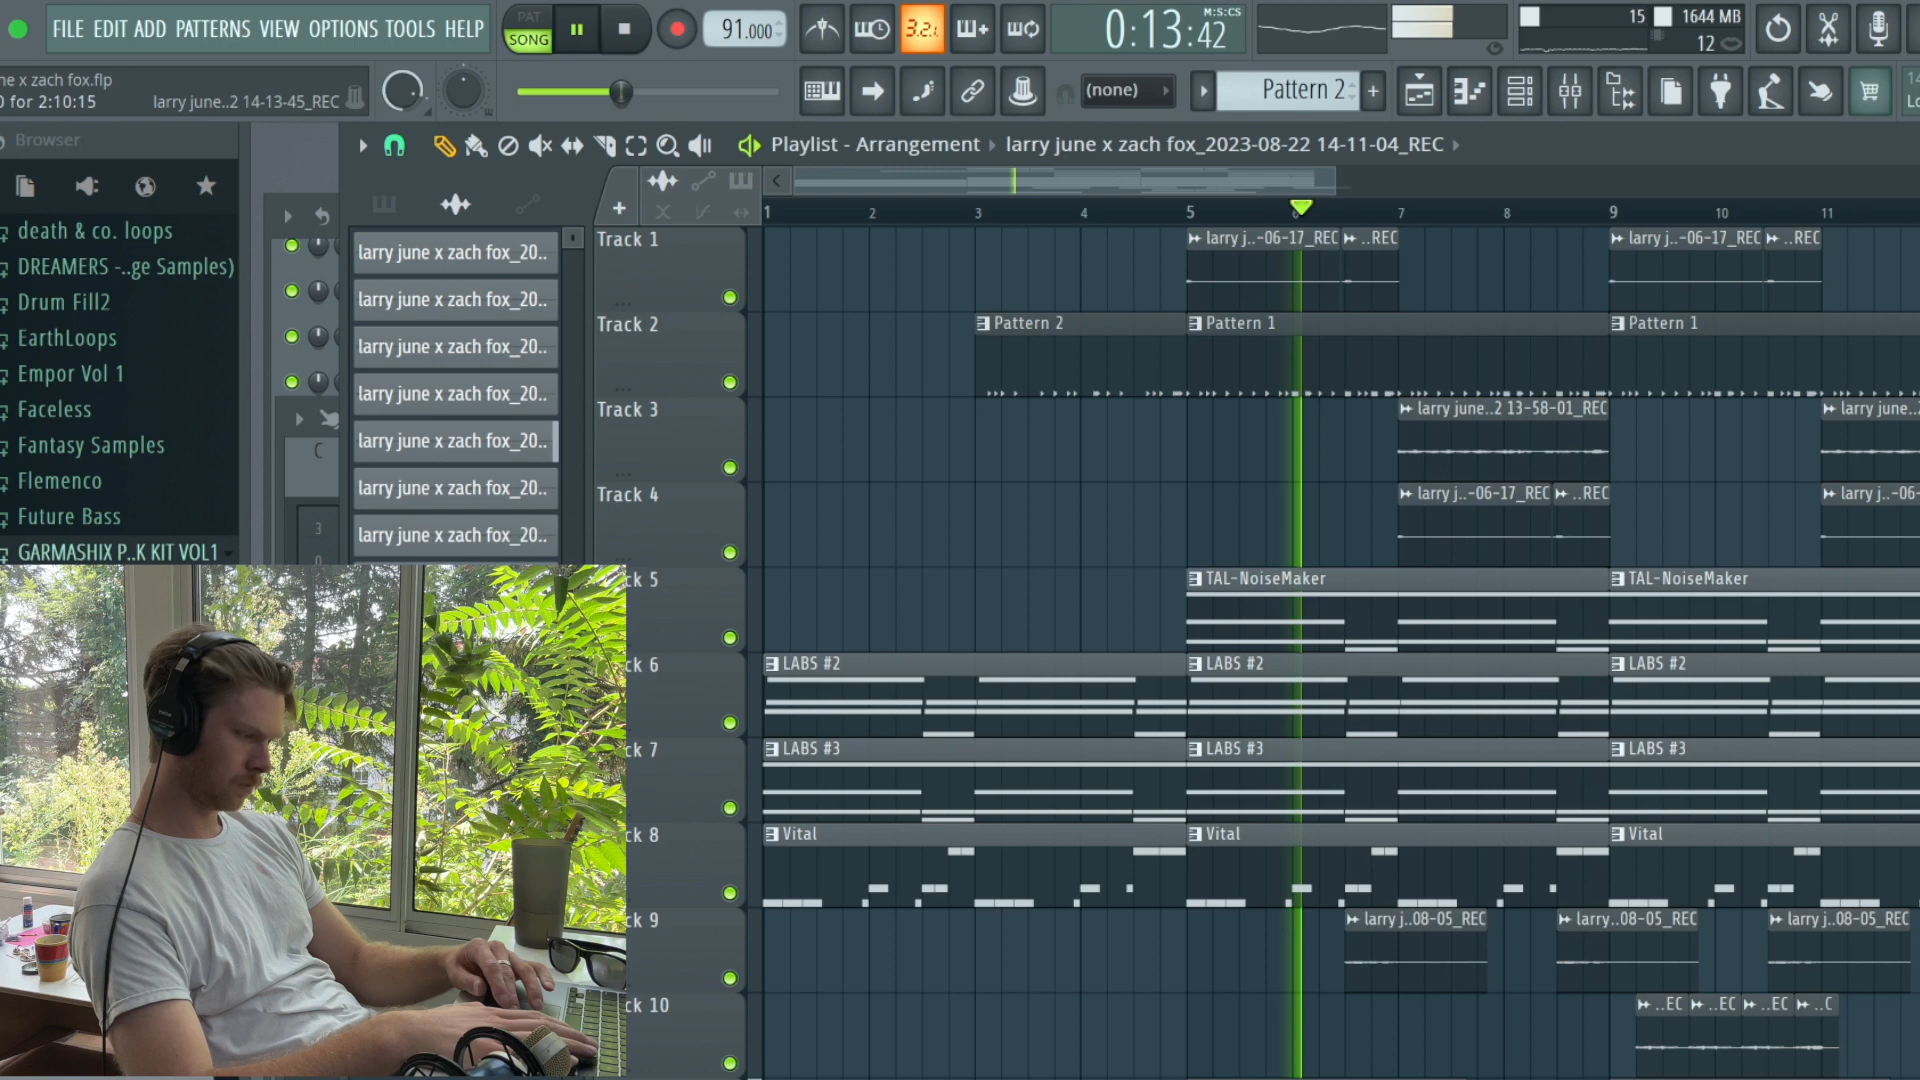 FILE EDIT ADD PATTERNS VIEW OPTIONS TOOLS HELP
PAT
SONG
91.000
3.2.
0:13:42
M:S:CS
15
1644 MB
12
ne x zach fox.flp
0 for 2:10:15
larry june..2 14-13-45_REC
(none)
Pattern 2
+
Browser
Playlist - Arrangement
larry june x zach fox_2023-08-22 14-11-04_REC
death & co. loops
DREAMERS -..ge Samples)
Drum Fill2
EarthLoops
Empor Vol 1
Faceless
Fantasy Samples
Flemenco
Future Bass
GARMASHIX P..K KIT VOL1
C
3
larry june x zach fox_20..
larry june x zach fox_20..
larry june x zach fox_20..
larry june x zach fox_20..
larry june x zach fox_20..
larry june x zach fox_20..
larry june x zach fox_20..
1 2 3 4 5 6 7 8 9 10 11
Track 1
larry j..-06-17_REC
..REC
larry j..-06-17_REC
..REC
Track 2
Pattern 2
Pattern 1
Pattern 1
Track 3
larry june..2 13-58-01_REC
larry june..2
Track 4
larry j..-06-17_REC
..REC
larry j..-06-
ck 5
TAL-NoiseMaker
TAL-NoiseMaker
ck 6
LABS #2
LABS #2
LABS #2
ck 7
LABS #3
LABS #3
LABS #3
ck 8
Vital
Vital
Vital
ck 9
larry j..08-05_REC
larry..08-05_REC
larry j..08-05_REC
ck 10
..EC
..EC
..EC
..C